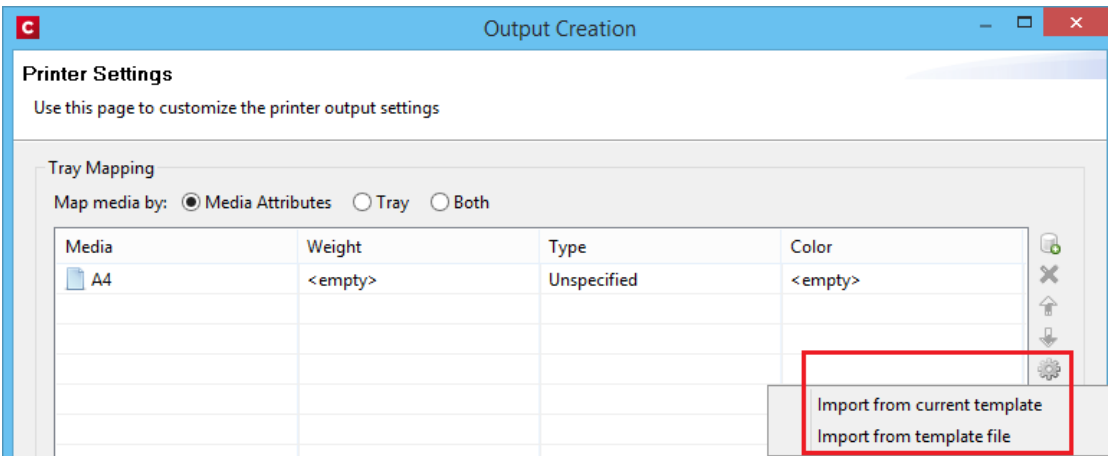 C Output Creation
Printer Settings
Use this page to customize the printer output settings
Tray Mapping
Map media by: Media Attributes Tray Both
Media Weight Type Color
A4 <empty> Unspecified <empty>
Import from current template
Import from template file